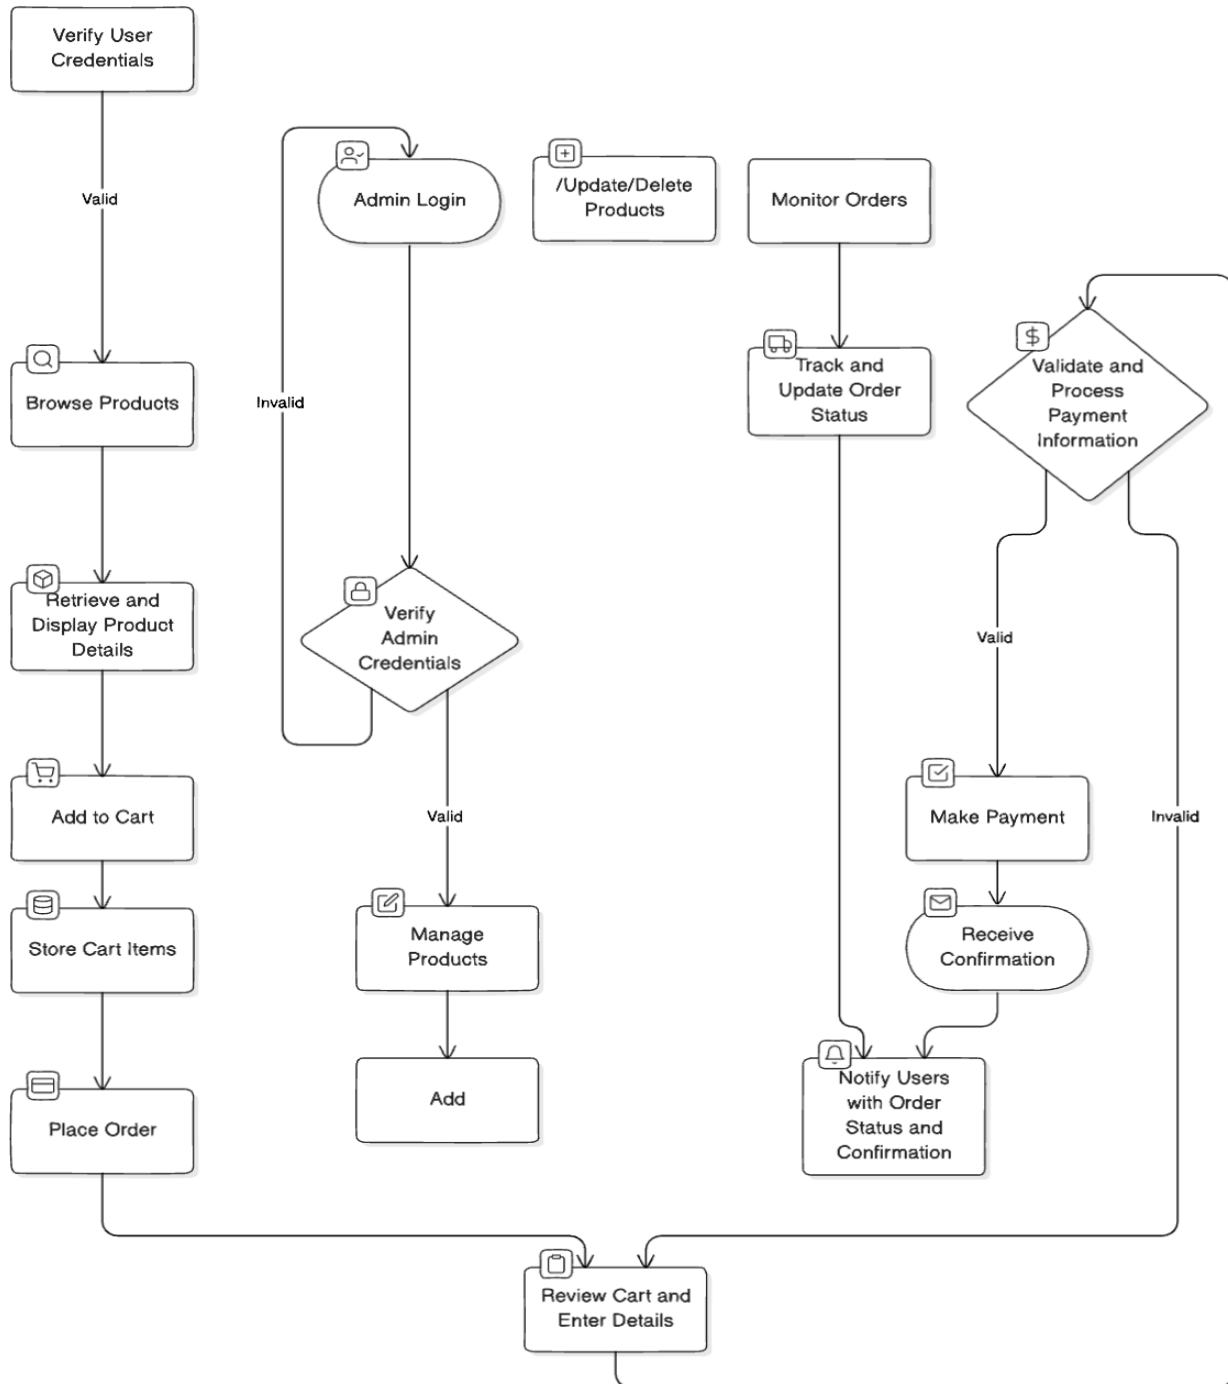 Verify User
Credentials
Valid
Browse Products
Retrieve and
Display Product
Details
Add to Cart
Store Cart Items
Place Order
Admin Login
Invalid
Verify
Admin
Credentials
Valid
Manage
Products
Add
/Update/Delete
Products
Monitor Orders
Track and
Update Order
Status
$
Validate and
Process
Payment
Information
Valid
Invalid
Make Payment
Receive
Confirmation
Notify Users
with Order
Status and
Confirmation
Review Cart and
Enter Details